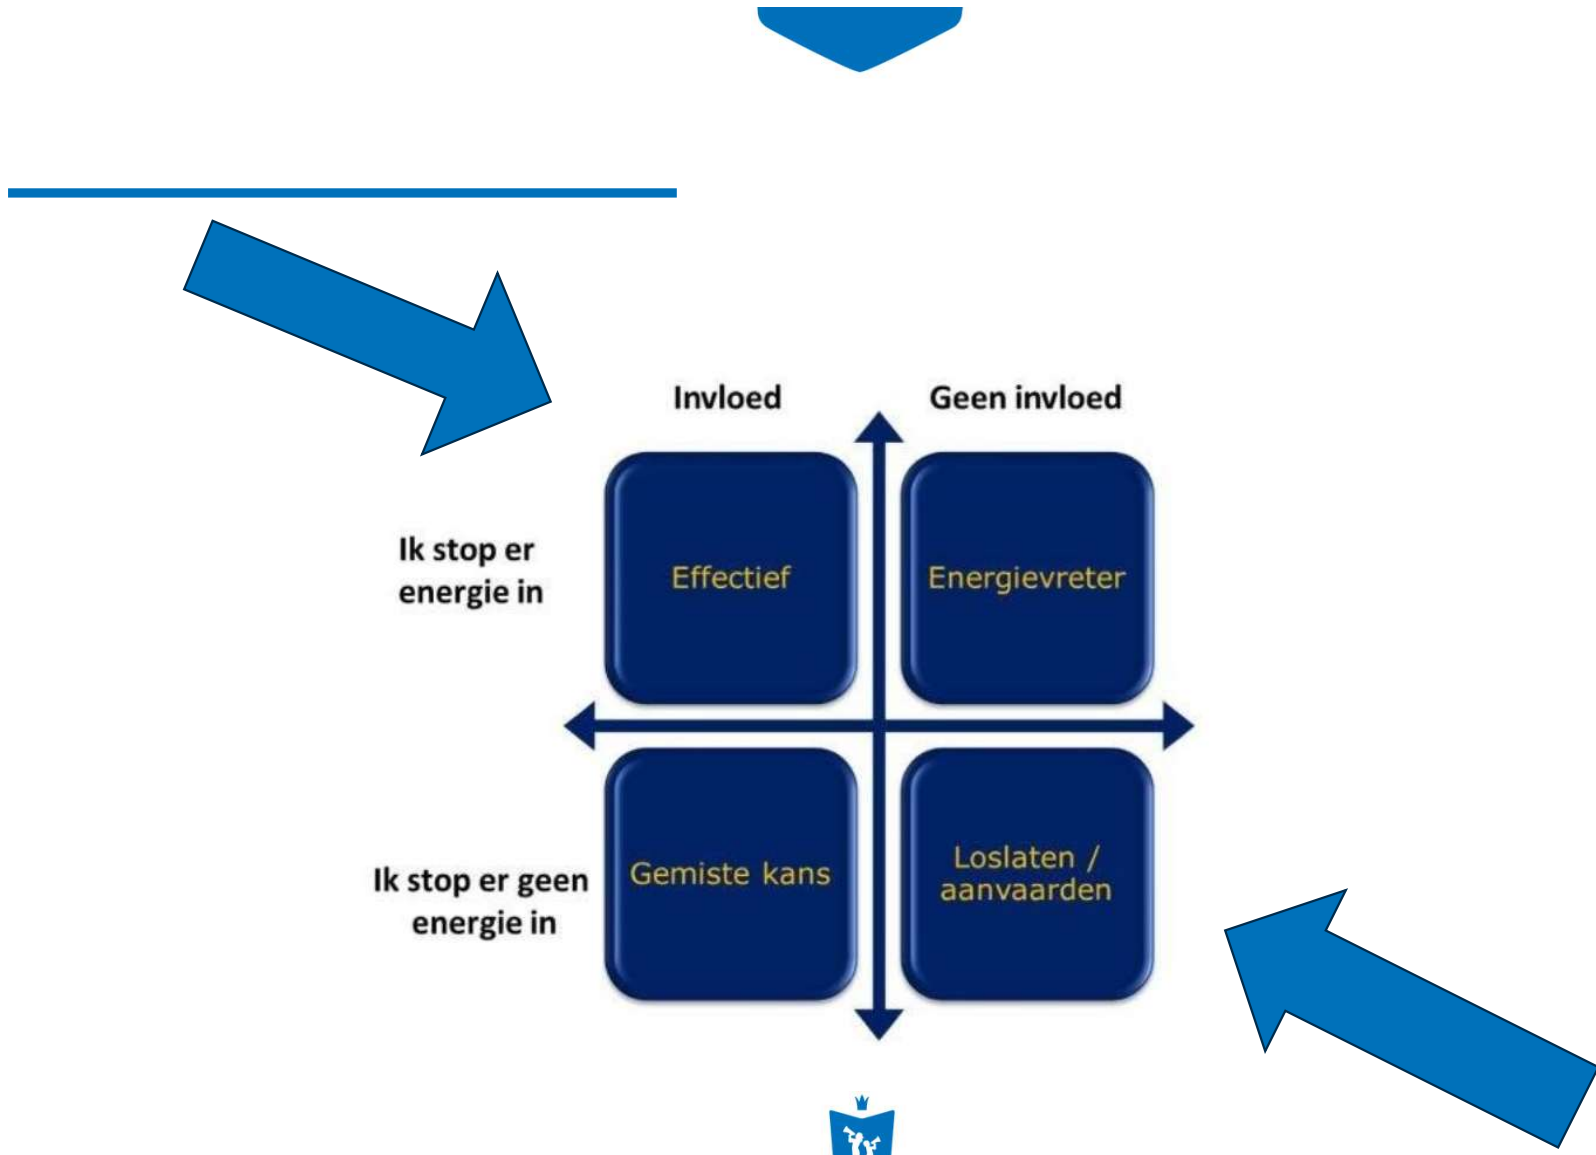 Invloed
Geen invloed
Ik stop er
energie in
Effectief
Energievreter
Ik stop er geen
energie in
Gemiste kans
Loslaten /
aanvaarden